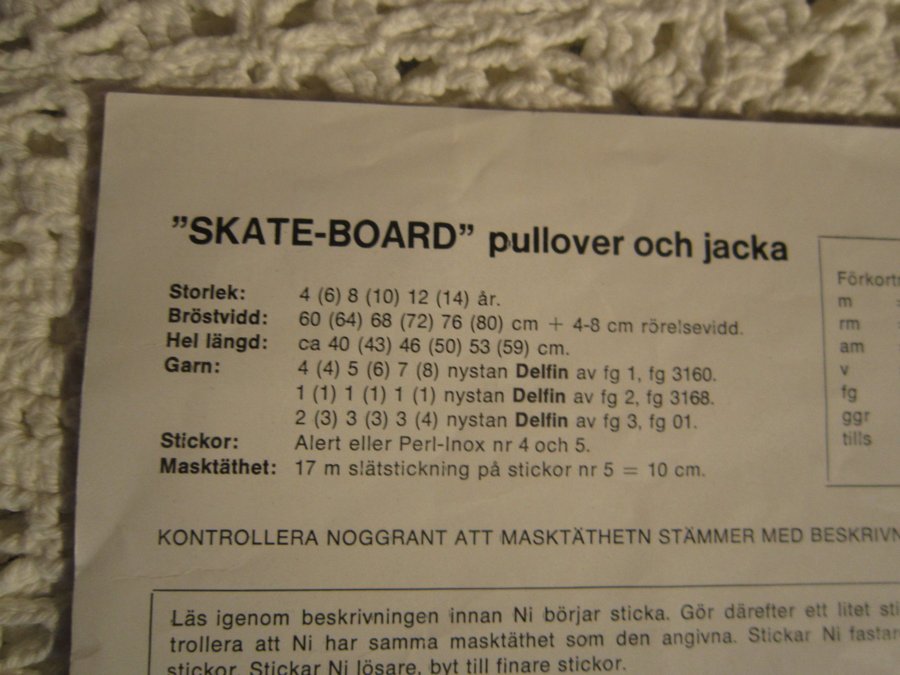 ”SKATE-BOARD” pullover och jacka
Storlek: 4 (6) 8 (10) 12 (14) år.
Bröstvidd: 60 (64) 68 (72) 76 (80) cm + 4-8 cm rörelsevidd.
Hel längd: ca 40 (43) 46 (50) 53 (59) cm.
Garn: 4 (4) 5 (6) 7 (8) nystan Delfin av fg 1, fg 3160.
1 (1) 1 (1) 1 (1) nystan Delfin av fg 2, fg 3168.
2 (3) 3 (3) 3 (4) nystan Delfin av fg 3, fg 01.
Stickor: Alert eller Perl-Inox nr 4 och 5.
Masktäthet: 17 m slätstickning på stickor nr 5 = 10 cm.
Förkortn
m =
rm
am
v
fg
ggr
tills
KONTROLLERA NOGGRANT ATT MASKTÄTHETN STÄMMER MED BESKRIVN
Läs igenom beskrivningen innan Ni börjar sticka. Gör därefter ett litet sti
trollera att Ni har samma masktäthet som den angivna. Stickar Ni fastar
stickor. Stickar Ni lösare, byt till finare stickor.